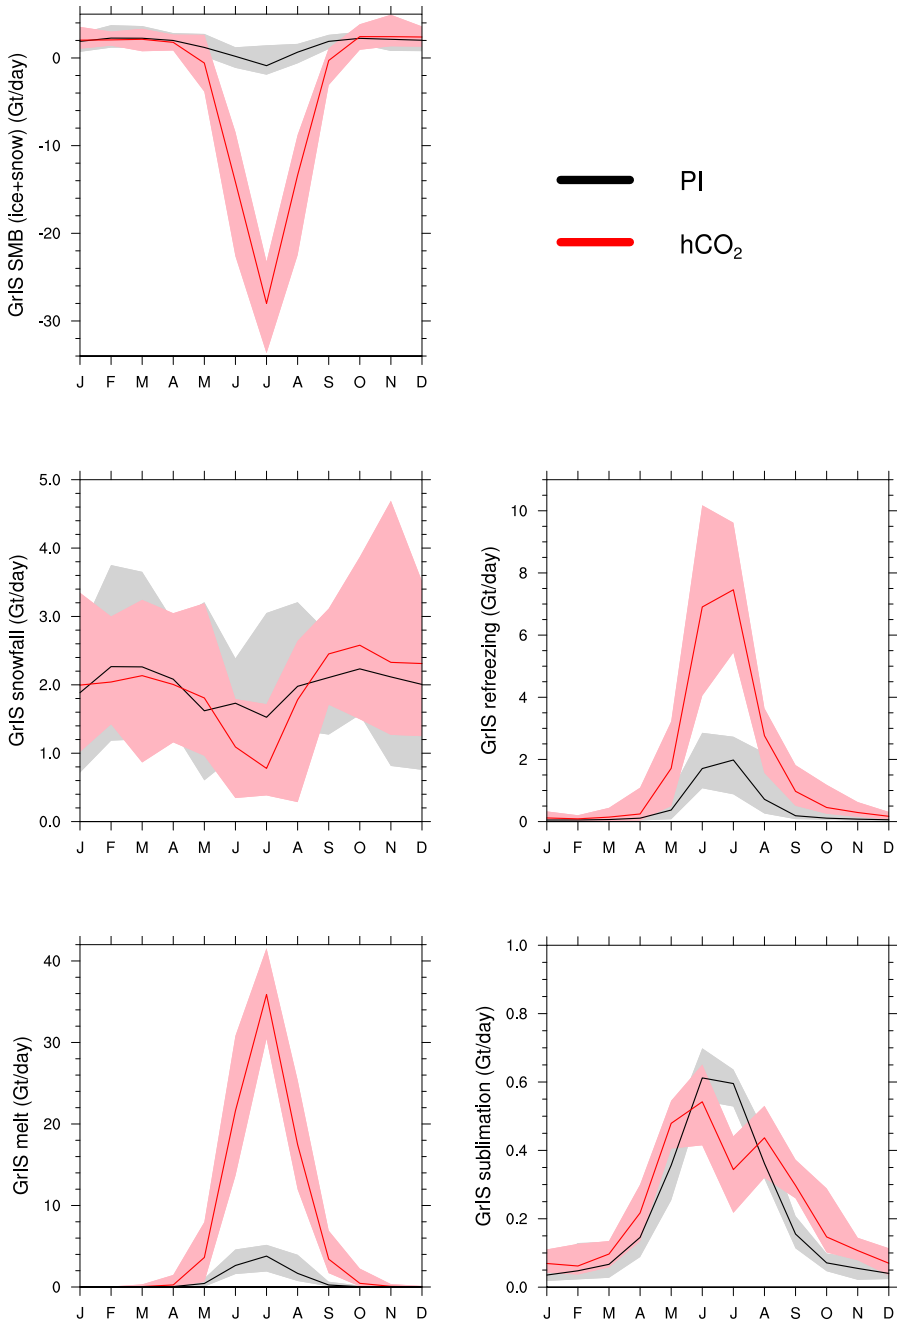 GrIS SMB (ice+snow) (Gt/day)
0
-10
-20
-30
J F M A M J J A S O N D
PI
hCO₂
GrIS snowfall (Gt/day)
5.0
4.0
3.0
2.0
1.0
0.0
J F M A M J J A S O N D
GrIS refreezing (Gt/day)
10
8
6
4
2
0
J F M A M J J A S O N D
GrIS melt (Gt/day)
40
30
20
10
0
J F M A M J J A S O N D
GrIS sublimation (Gt/day)
1.0
0.8
0.6
0.4
0.2
0.0
J F M A M J J A S O N D